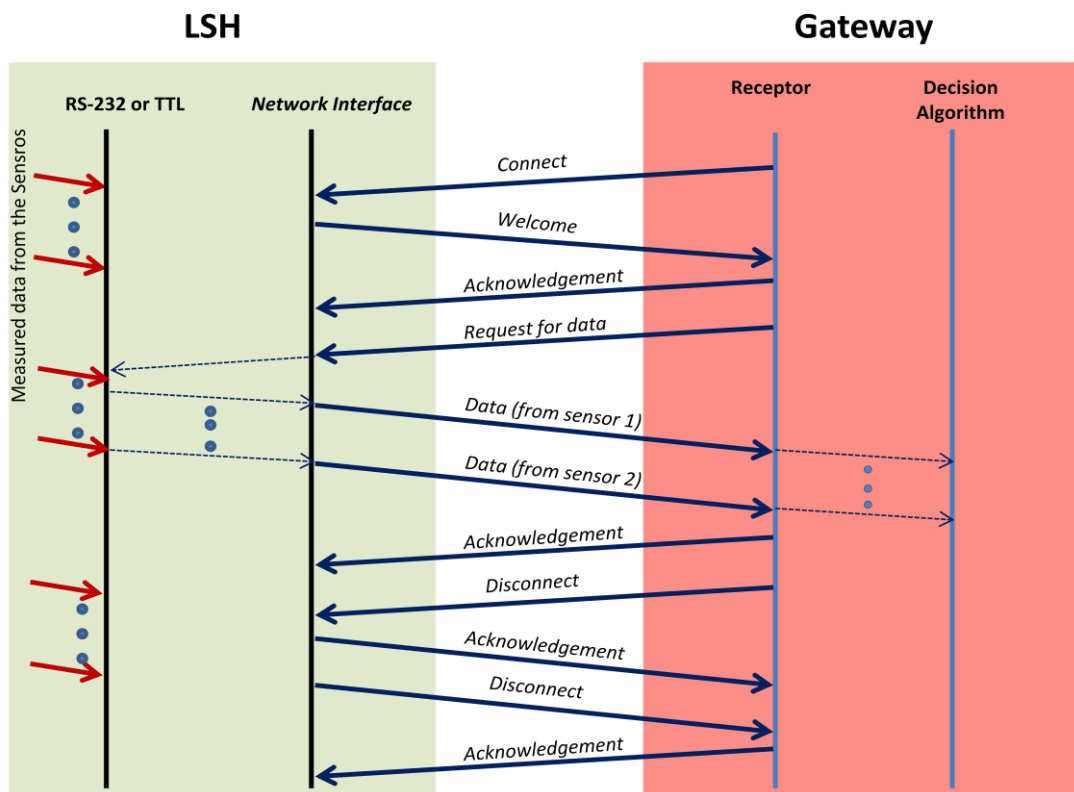 LSH
Gateway
RS-232 or TTL
Network Interface
Receptor
Decision
Algorithm
Measured data from the Sensros
Connect
Welcome
Acknowledgement
Request for data
Data (from sensor 1)
Data (from sensor 2)
Acknowledgement
Disconnect
Acknowledgement
Disconnect
Acknowledgement